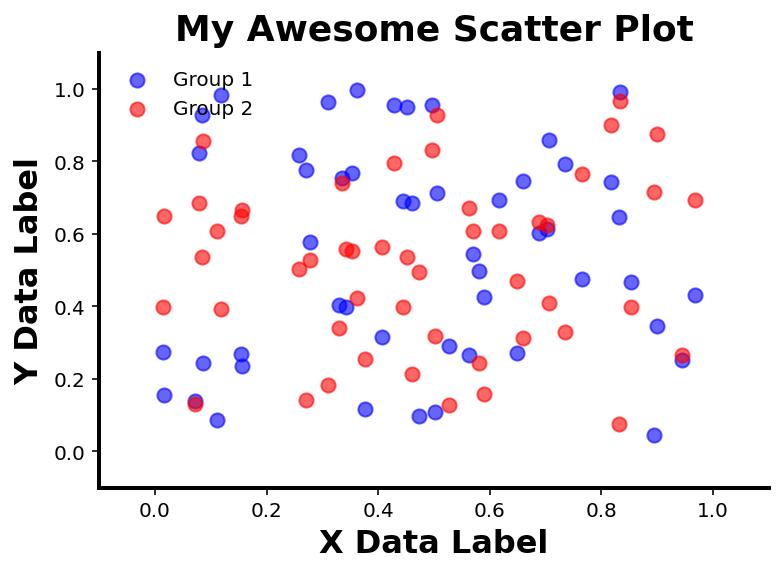 My Awesome Scatter Plot
Group 1
Group 2
Y Data Label
1.0
0.8
0.6
0.4
0.2
0.0
0.0 0.2 0.4 0.6 0.8 1.0
X Data Label